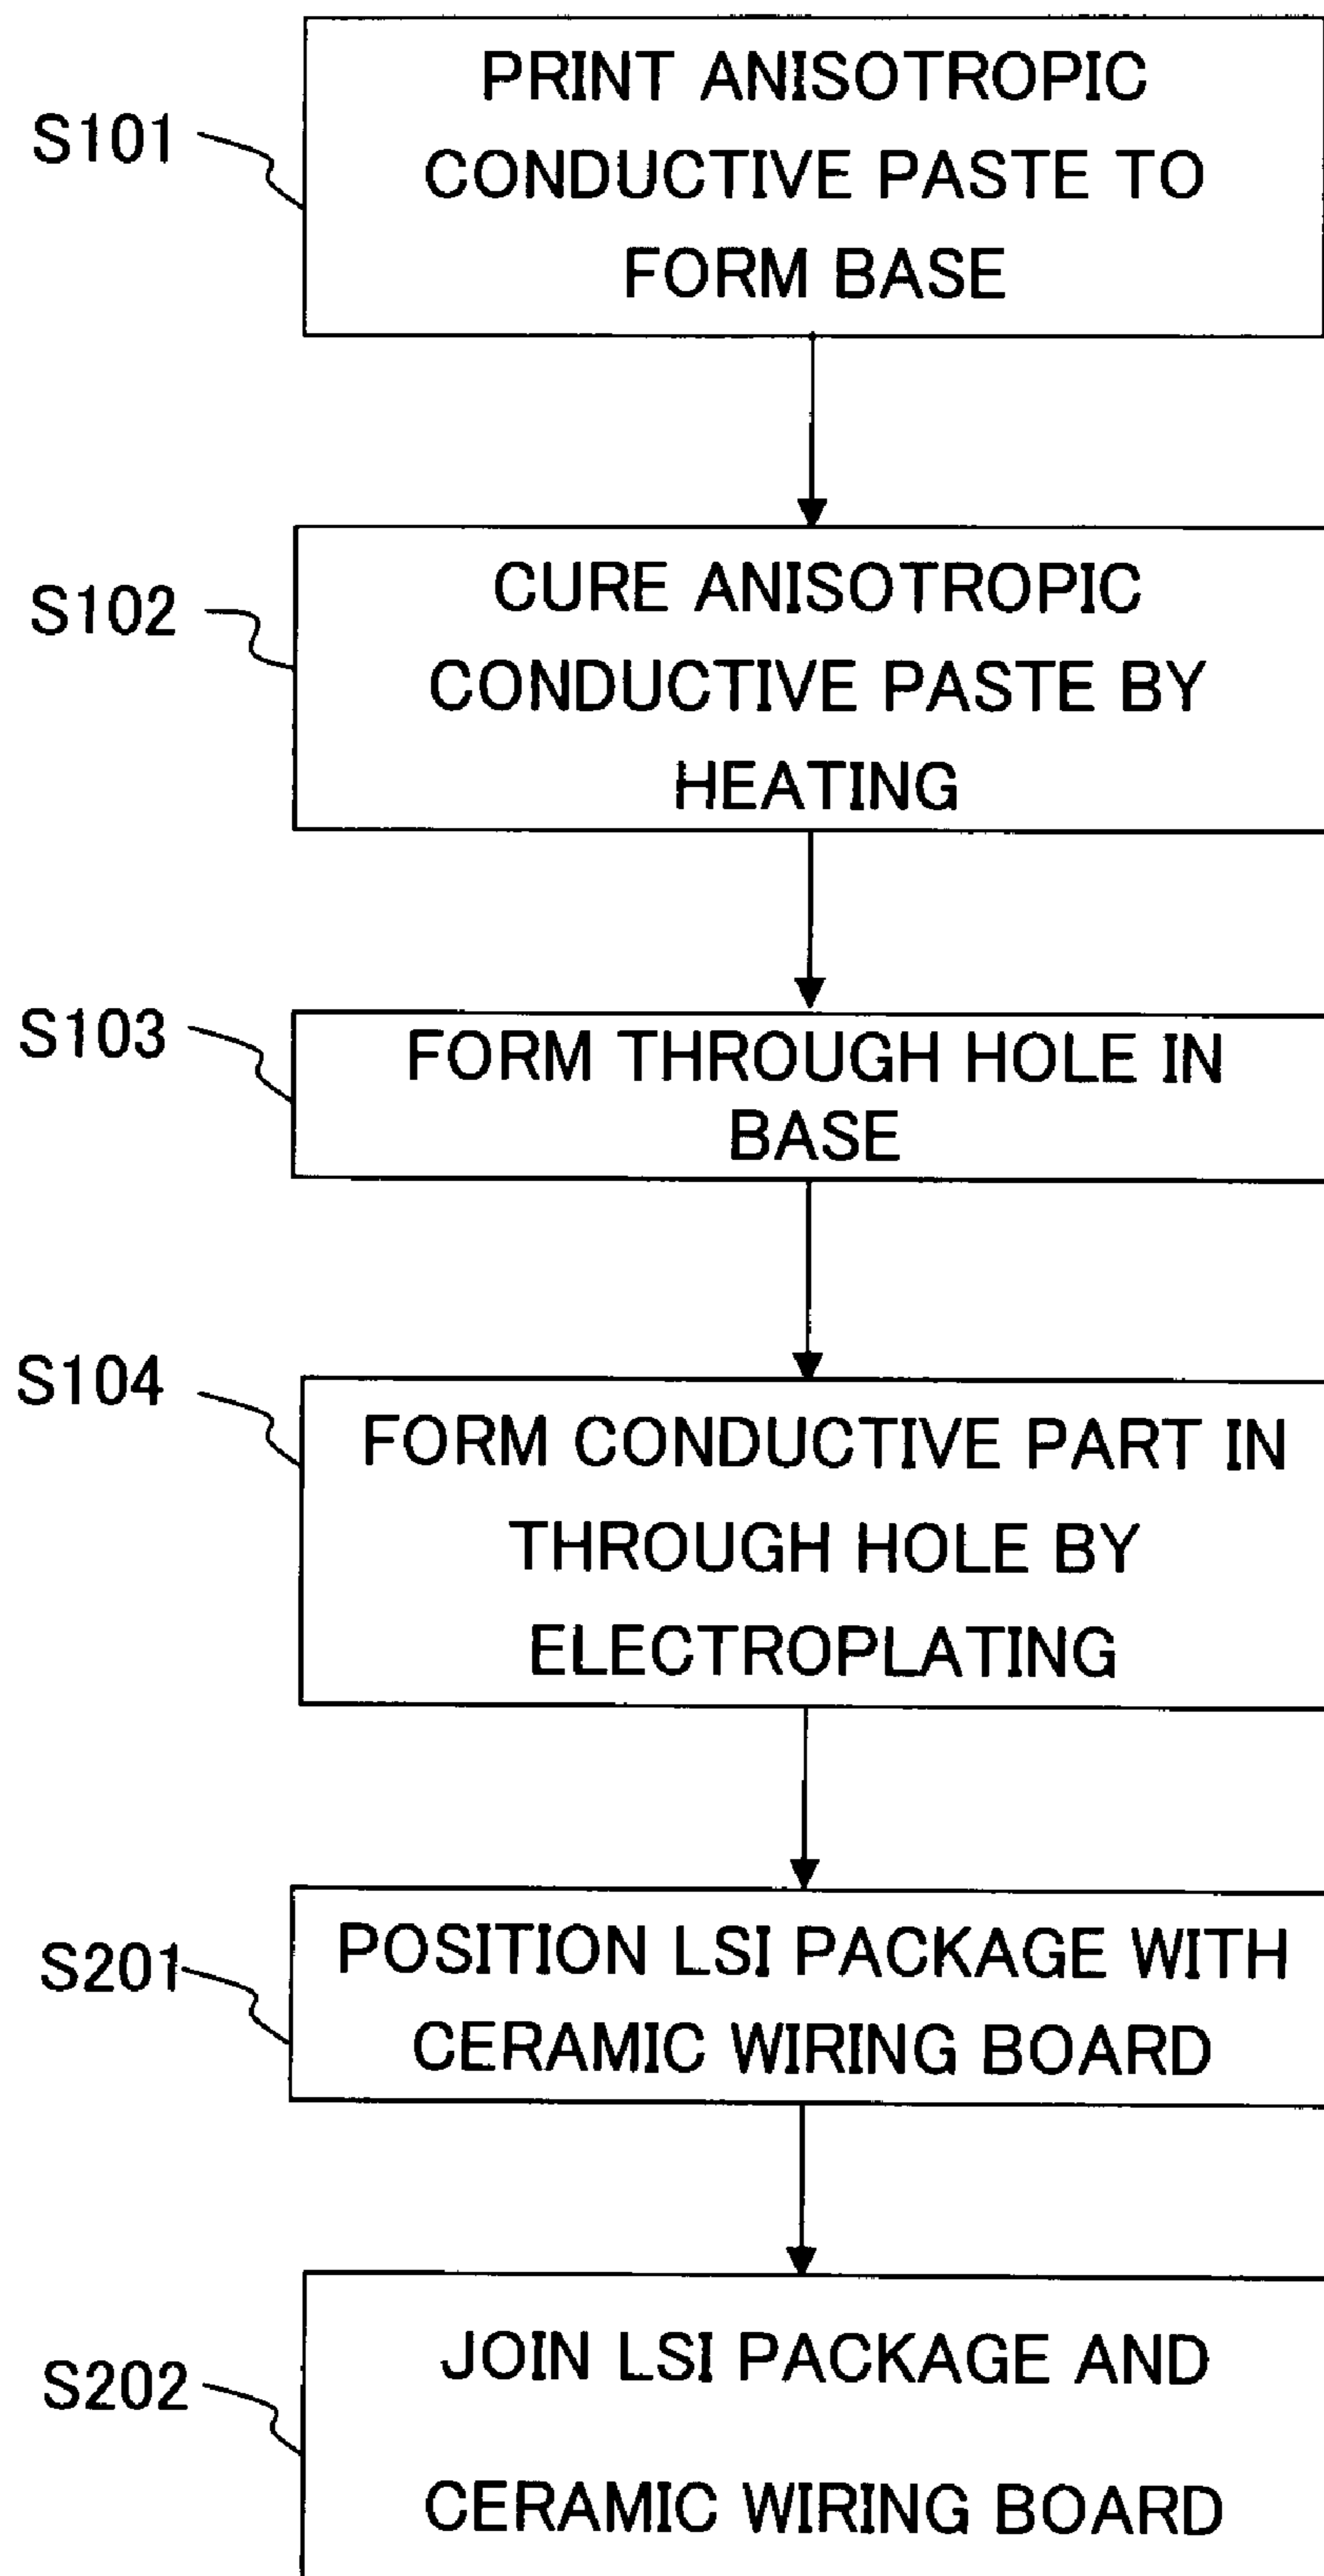 PRINT ANISOTROPIC
S101
CONDUCTIVE PASTE TO
FORM BASE
CURE ANISOTROPIC
S102
CONDUCTIVE PASTE BY
HEATING
S103
FORM THROUGH HOLE IN
BASE
S104
FORM CONDUCTIVE PART IN
THROUGH HOLE BY
ELECTROPLATING
POSITION LSI PACKAGE WITH
S201
CERAMIC WIRING BOARD
JOIN LSI PACKAGE AND
S202
CERAMIC WIRING BOARD